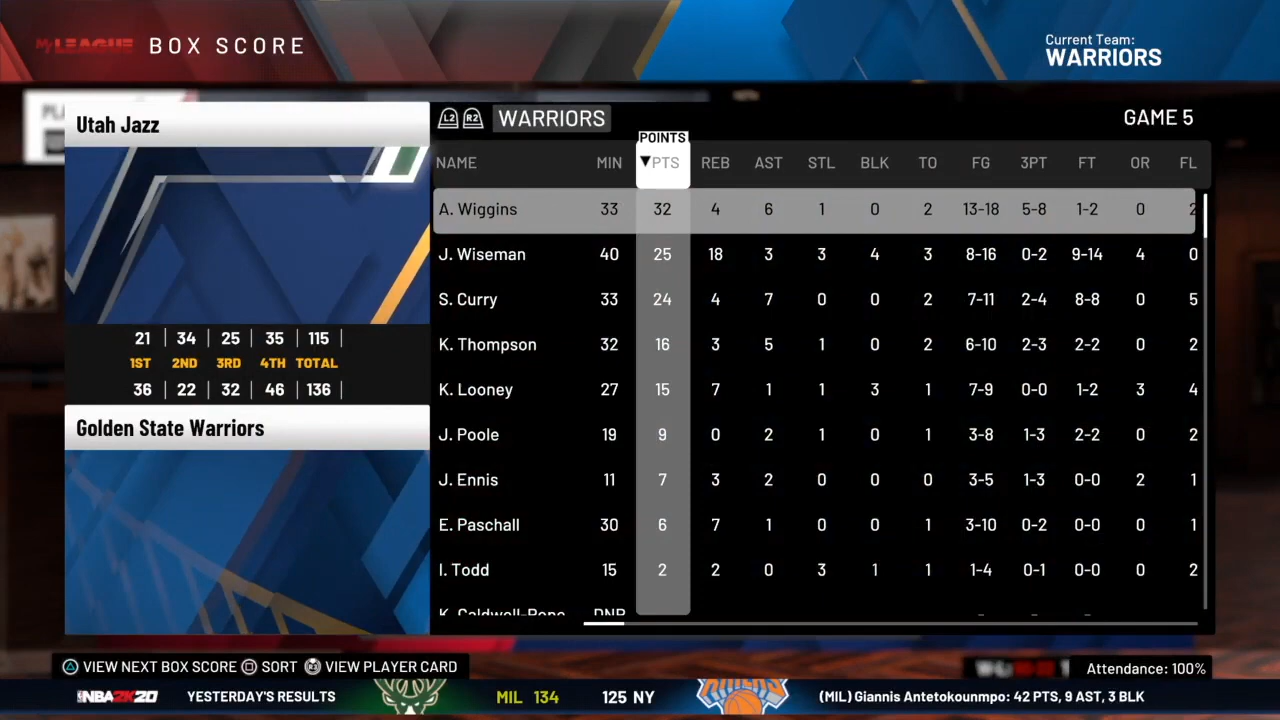 MyLEAGUE BOX SCORE
Current Team:
WARRIORS
Utah Jazz
21 | 34 | 25 | 35 | 115 |
1ST 2ND 3RD 4TH TOTAL
36 | 22 | 32 | 46 | 136 |
Golden State Warriors
L2 R2 WARRIORS GAME 5
POINTS
NAME MIN ▼PTS REB AST STL BLK TO FG 3PT FT OR FL
A. Wiggins 33 32 4 6 1 0 2 13-18 5-8 1-2 0 2
J. Wiseman 40 25 18 3 3 4 3 8-16 0-2 9-14 4 0
S. Curry 33 24 4 7 0 0 2 7-11 2-4 8-8 0 5
K. Thompson 32 16 3 5 1 0 2 6-10 2-3 2-2 0 2
K. Looney 27 15 7 1 1 3 1 7-9 0-0 1-2 3 4
J. Poole 19 9 0 2 1 0 1 3-8 1-3 2-2 0 2
J. Ennis 11 7 3 2 0 0 0 3-5 1-3 0-0 2 1
E. Paschall 30 6 7 1 0 0 1 3-10 0-2 0-0 0 1
I. Todd 15 2 2 0 3 1 1 1-4 0-1 0-0 0 2
K. Caldwell-Pope DNP - - -
VIEW NEXT BOX SCORE SORT R3 VIEW PLAYER CARD
Attendance: 100%
NBA2K20 YESTERDAY'S RESULTS MIL 134 125 NY (MIL) Giannis Antetokounmpo: 42 PTS, 9 AST, 3 BLK